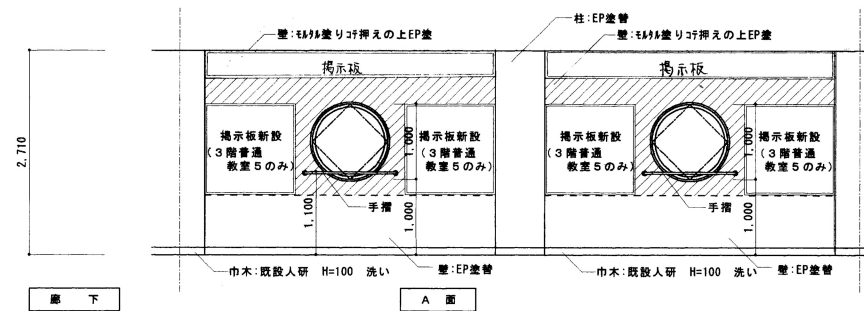 柱:EP塗替
壁:モルタル塗りコテ押えの上EP塗
壁:モルタル塗りコテ押えの上EP塗
掲示板
掲示板
2.710
掲示板新設
(3階普通
教室5のみ)
1,000
掲示板新設
(3階普通
教室5のみ)
掲示板新設
(3階普通
教室5のみ)
1,000
掲示板新設
(3階普通
教室5のみ)
手摺
手摺
1,100
1,000
1,000
巾木:既設人研 H=100 洗い
壁:EP塗替
巾木:既設人研 H=100 洗い
壁:EP塗替
廊 下
A 面